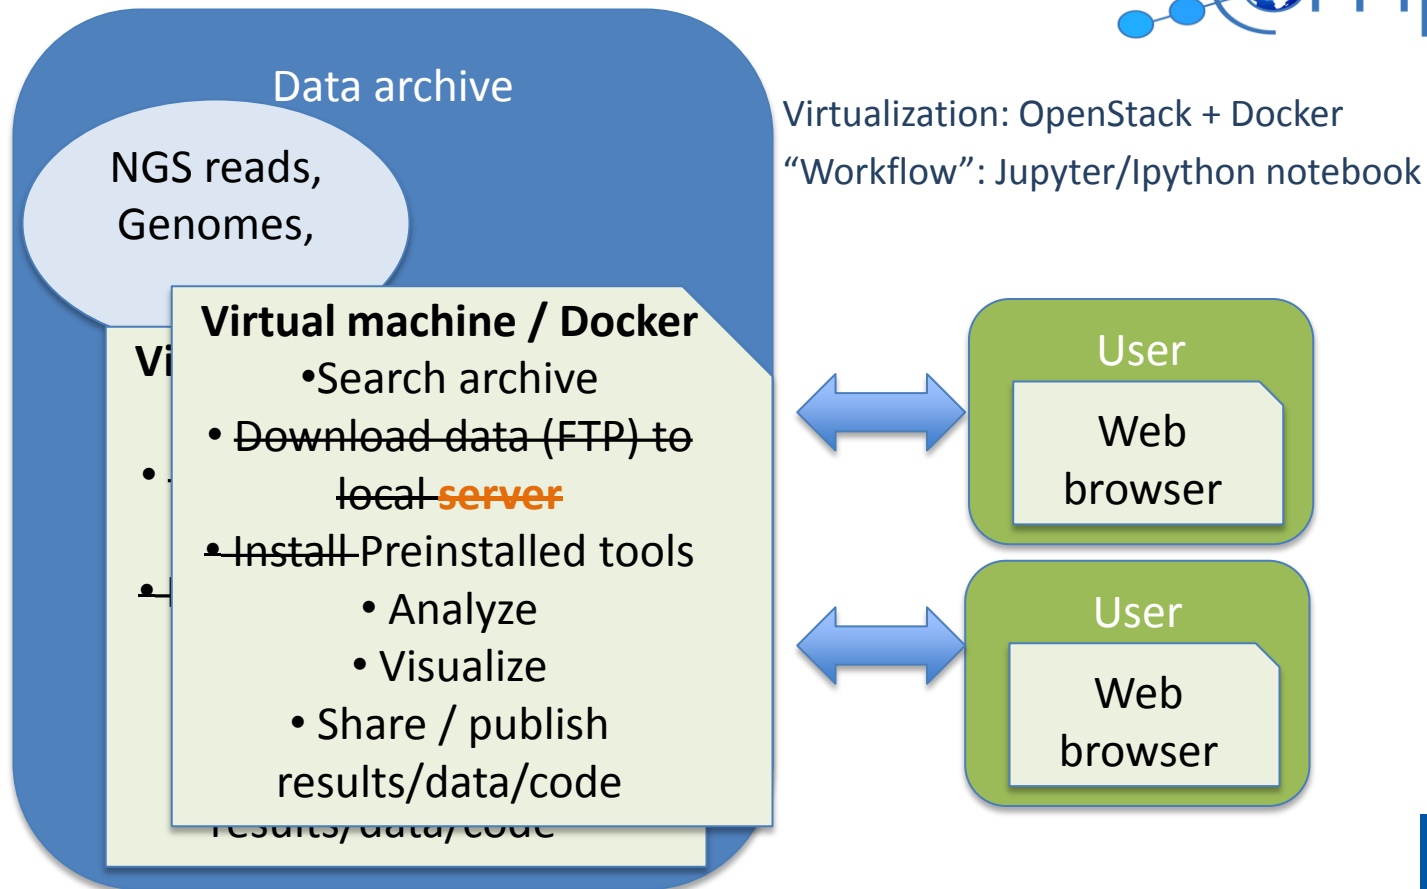 Data archive
NGS reads,
Genomes,
Virtualization: OpenStack + Docker
“Workflow”: Jupyter/Ipython notebook
Virtual machine / Docker
•Search archive
• Download data (FTP) to
local server
• Install Preinstalled tools
• Analyze
• Visualize
• Share / publish
results/data/code
results/data/code
User
Web
browser
User
Web
browser